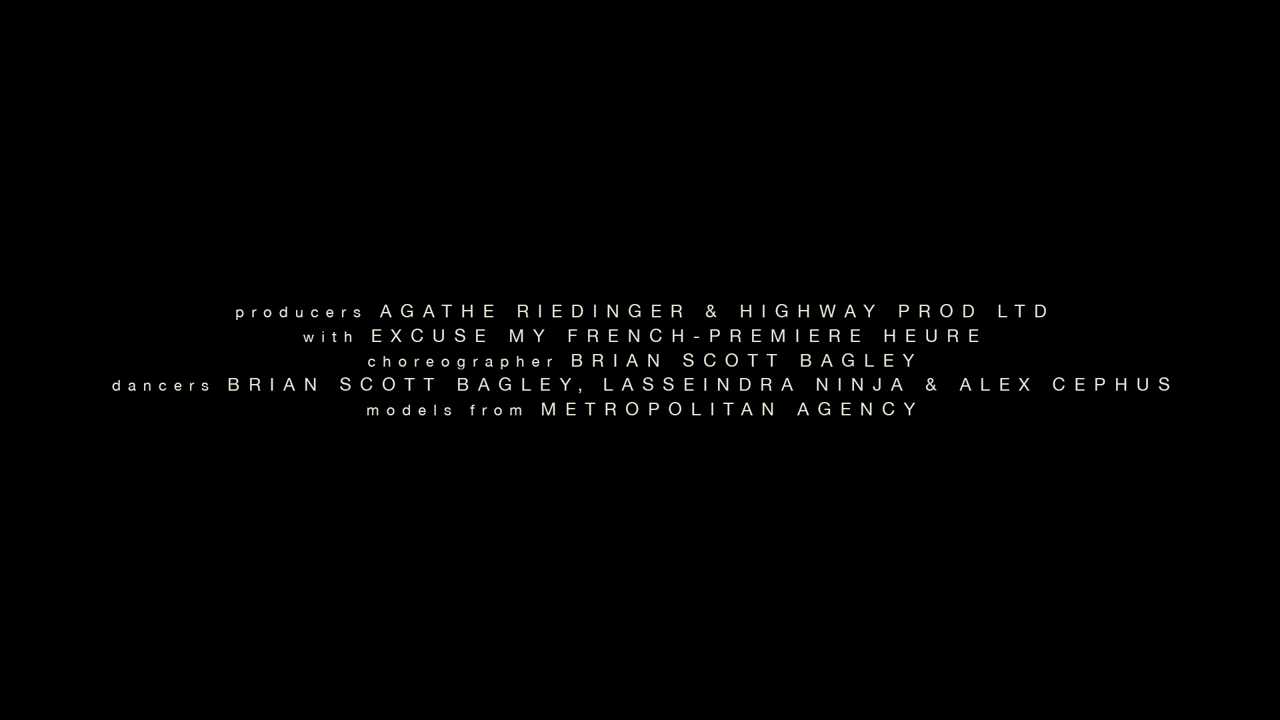 producers AGATHE RIEDINGER & HIGHWAY PROD LTD
with EXCUSE MY FRENCH-PREMIERE HEURE
choreographer BRIAN SCOTT BAGLEY
dancers BRIAN SCOTT BAGLEY, LASSEINDRA NINJA & ALEX CEPHUS
models from METROPOLITAN AGENCY